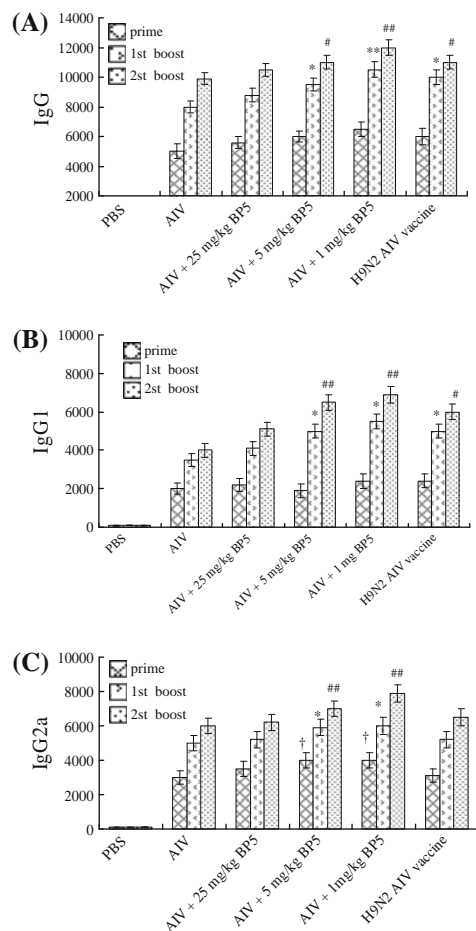 (A)
14000
12000
10000
8000
6000
4000
2000
IgG
prime
1st boost
2st boost
*
#
**
##
*
#
PBS
AIV
AIV + 25 mg/kg BP5
AIV + 5 mg/kg BP5
AIV + 1 mg/kg BP5
H9N2 AIV vaccine
(B)
10000
8000
6000
4000
2000
0
IgG1
prime
1st boost
2st boost
*
##
*
##
*
#
PBS
AIV
AIV + 25 mg/kg BP5
AIV + 5 mg/kg BP5
AIV + 1 mg BP5
H9N2 AIV vaccine
(C)
10000
8000
6000
4000
2000
0
IgG2a
prime
1st boost
2st boost
†
*
##
†
*
##
PBS
AIV
AIV + 25 mg/kg BP5
AIV + 5 mg/kg BP5
AIV + 1mg/kg BP5
H9N2 AIV vaccine